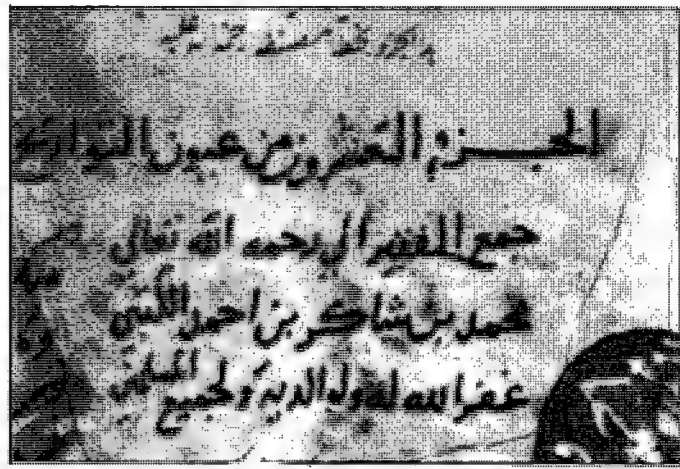 الجزء العشرون من عيون التواريخ
جمع الفقير الى رحمة الله تعالى
محمد بن شاكر بن احمد الكتبي
غفر الله له ولوالديه ولجميع المسلمين